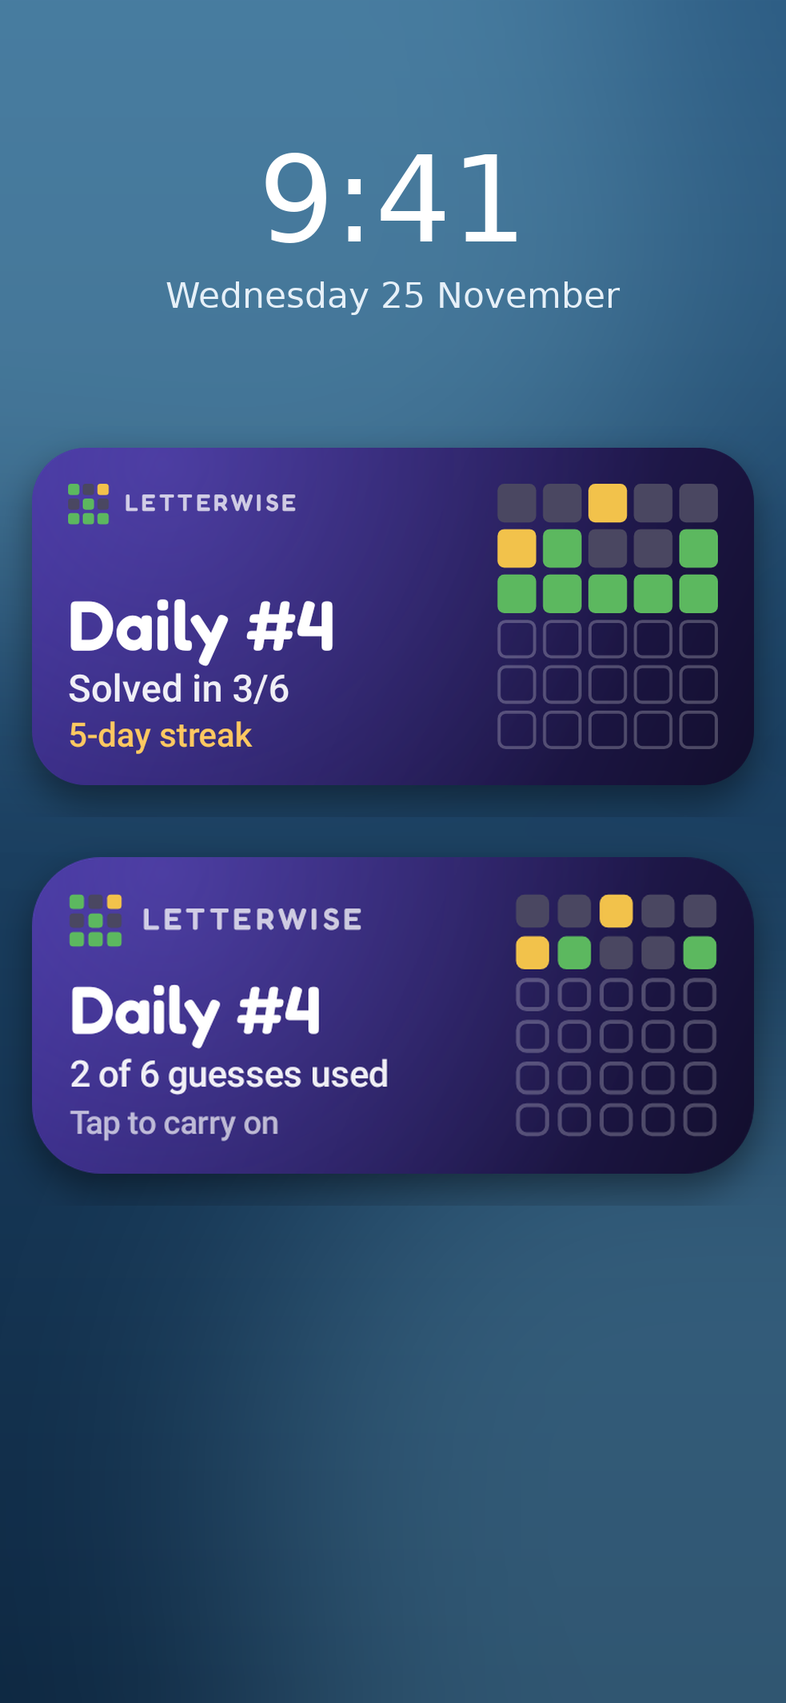 9:41
Wednesday 25 November
LETTERWISE
Daily #4
Solved in 3/6
5-day streak
LETTERWISE
Daily #4
2 of 6 guesses used
Tap to carry on